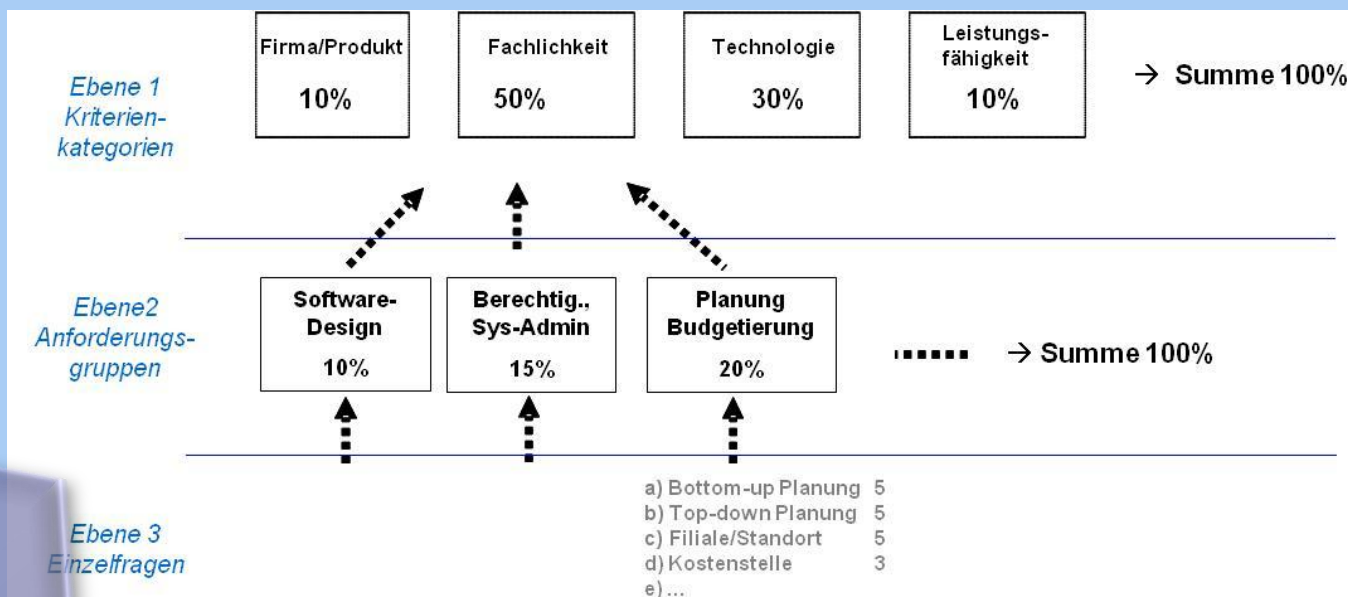 Firma/Produkt
10%
Fachlichkeit
50%
Technologie
30%
Leistungs-
fähigkeit
10%
→ Summe 100%
Ebene 1
Kriterien-
kategorien
Ebene2
Anforderungs-
gruppen
Software-
Design
10%
Berechtig.,
Sys-Admin
15%
Planung
Budgetierung
20%
→ Summe 100%
Ebene 3
Einzelfragen
a) Bottom-up Planung 5
b) Top-down Planung 5
c) Filiale/Standort 5
d) Kostenstelle 3
e) ...